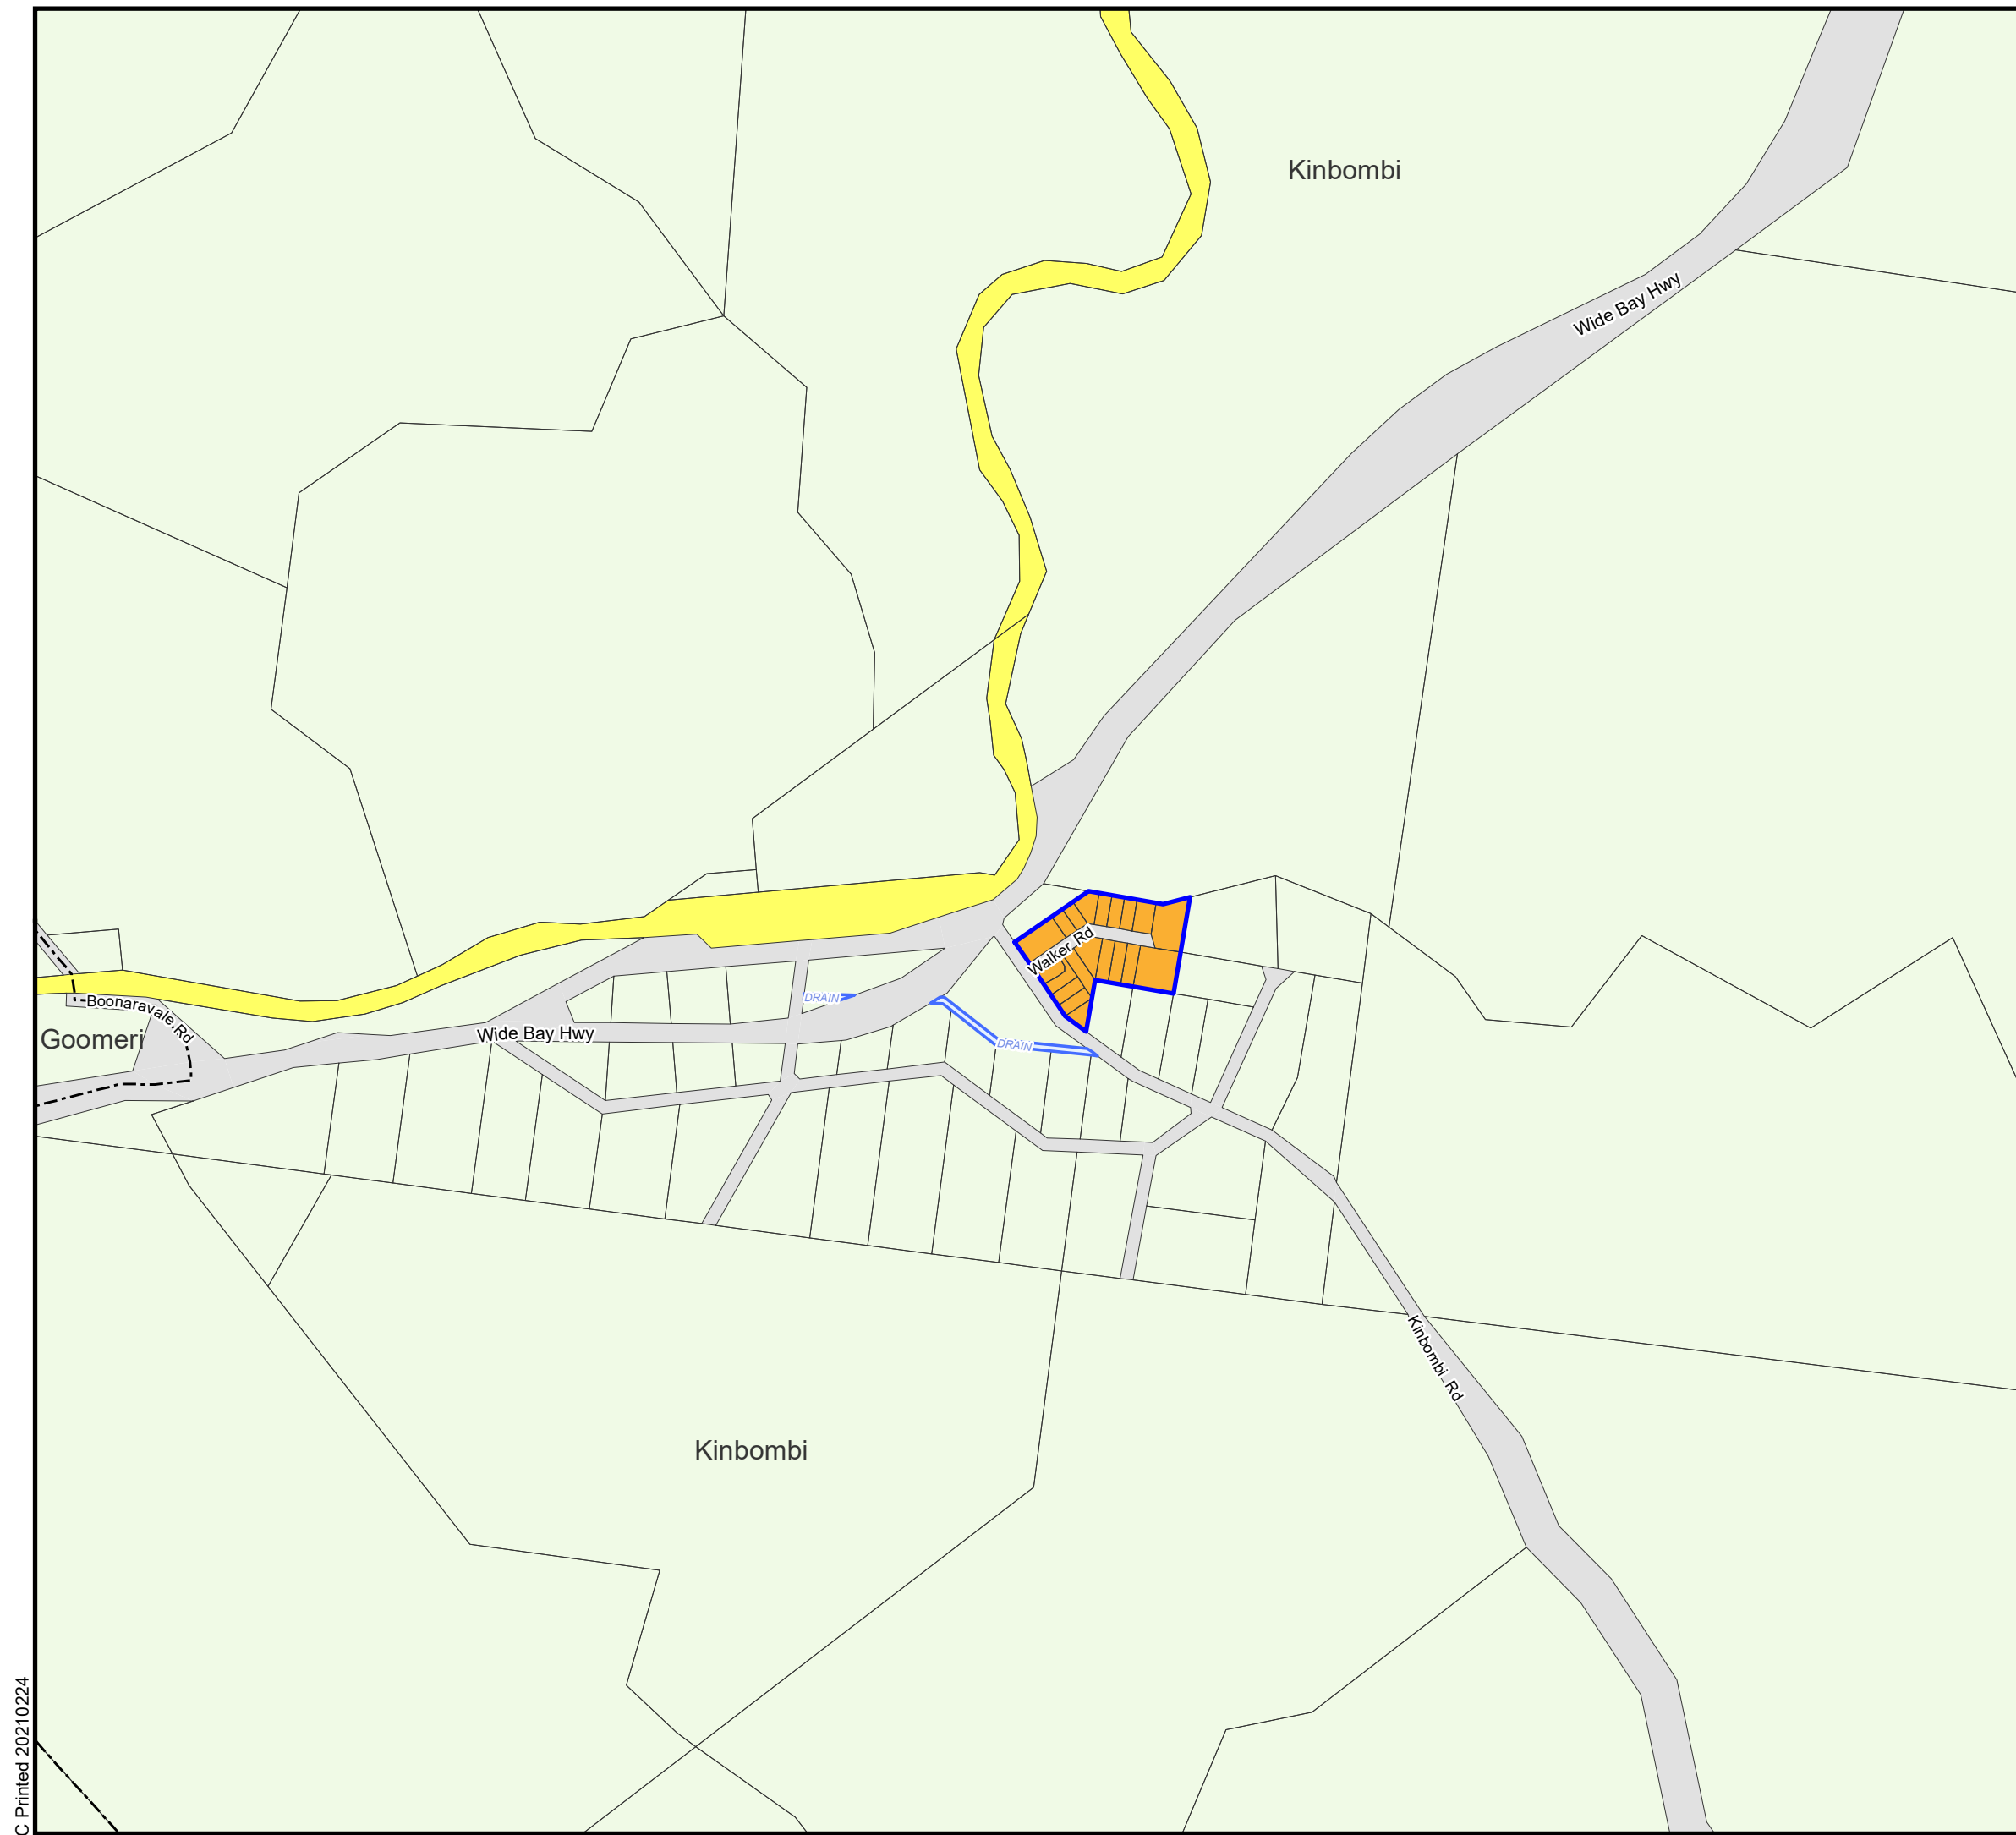 Kinbombi
Wide Bay Hwy
Walker Rd
DRAIN
Boonaravale Rd
Goomeri
Wide Bay Hwy
DRAIN
Kinbombi Rd
Kinbombi
C Printed 20210224